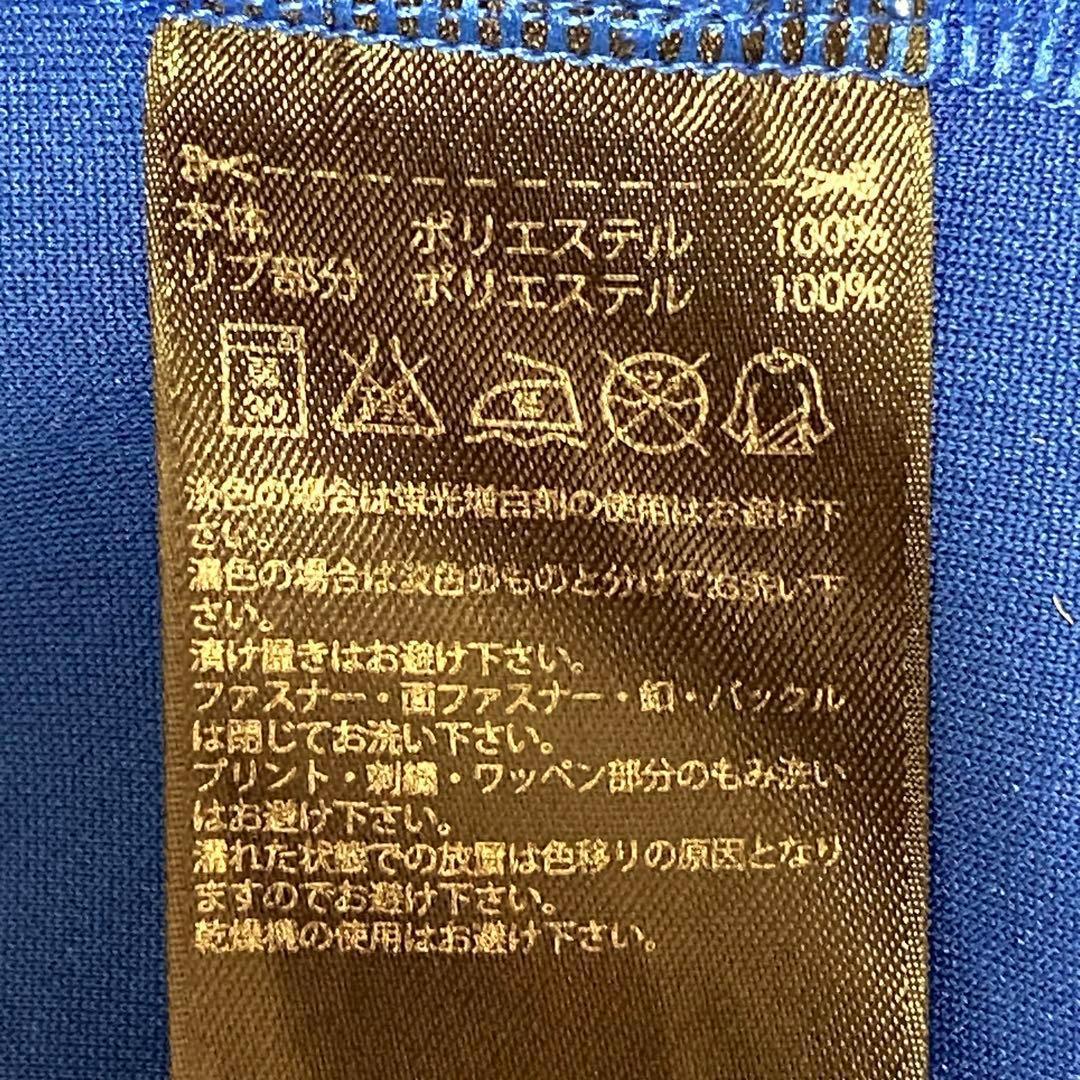 本体 ポリエステル 100%
リブ部分 ポリエステル 100%
弱 30 低
淡色の場合は蛍光増白剤の使用はお避け下
さい。
濃色の場合は淡色のものと分けてお洗い下
さい。
漬け置きはお避け下さい。
ファスナー・面ファスナー・釦・バックル
は閉じてお洗い下さい。
プリント・刺繍・ワッペン部分のもみ洗い
はお避け下さい。
濡れた状態での放置は色移りの原因となり
ますのでお避け下さい。
乾燥機の使用はお避け下さい。